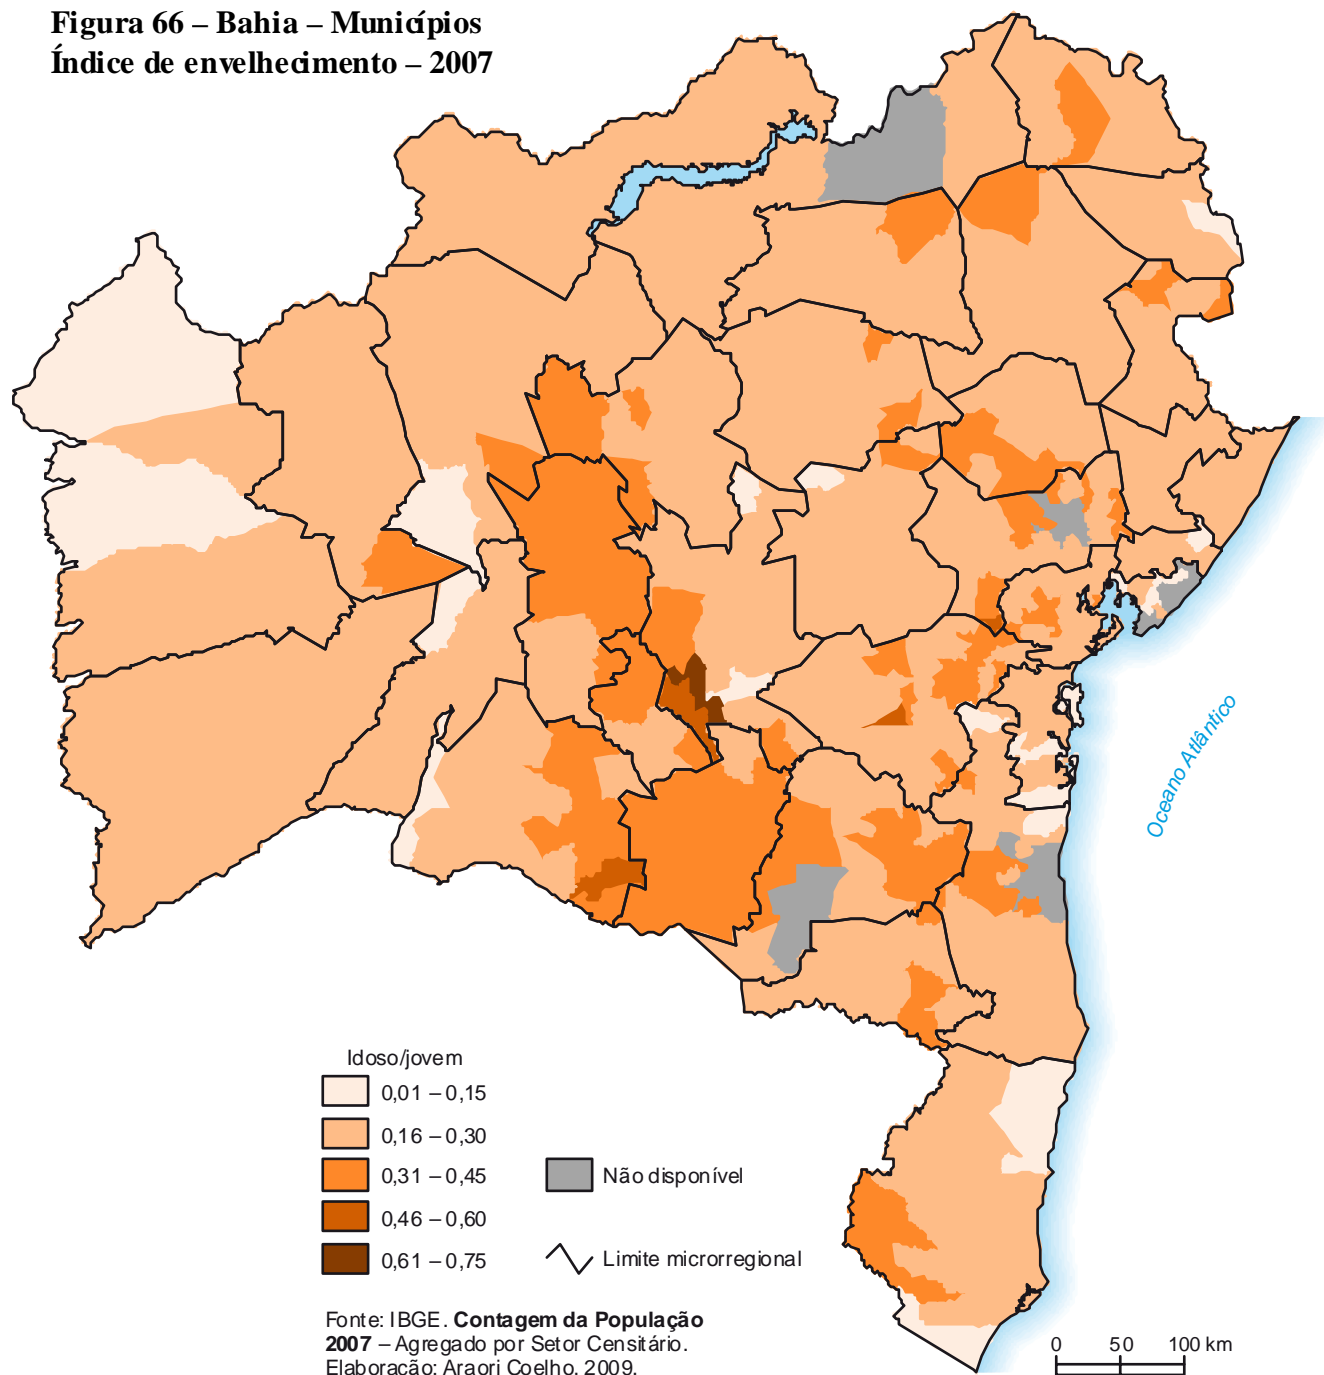 Figura 66 – Bahia – Municípios
Índice de envelhecimento – 2007
Oceano Atlântico
Idoso/jovem
0,01 – 0,15
0,16 – 0,30
0,31 – 0,45
0,46 – 0,60
0,61 – 0,75
Não disponível
Limite microrregional
Fonte: IBGE. Contagem da População
2007 – Agregado por Setor Censitário.
Elaboração: Araori Coelho, 2009.
0 50 100 km